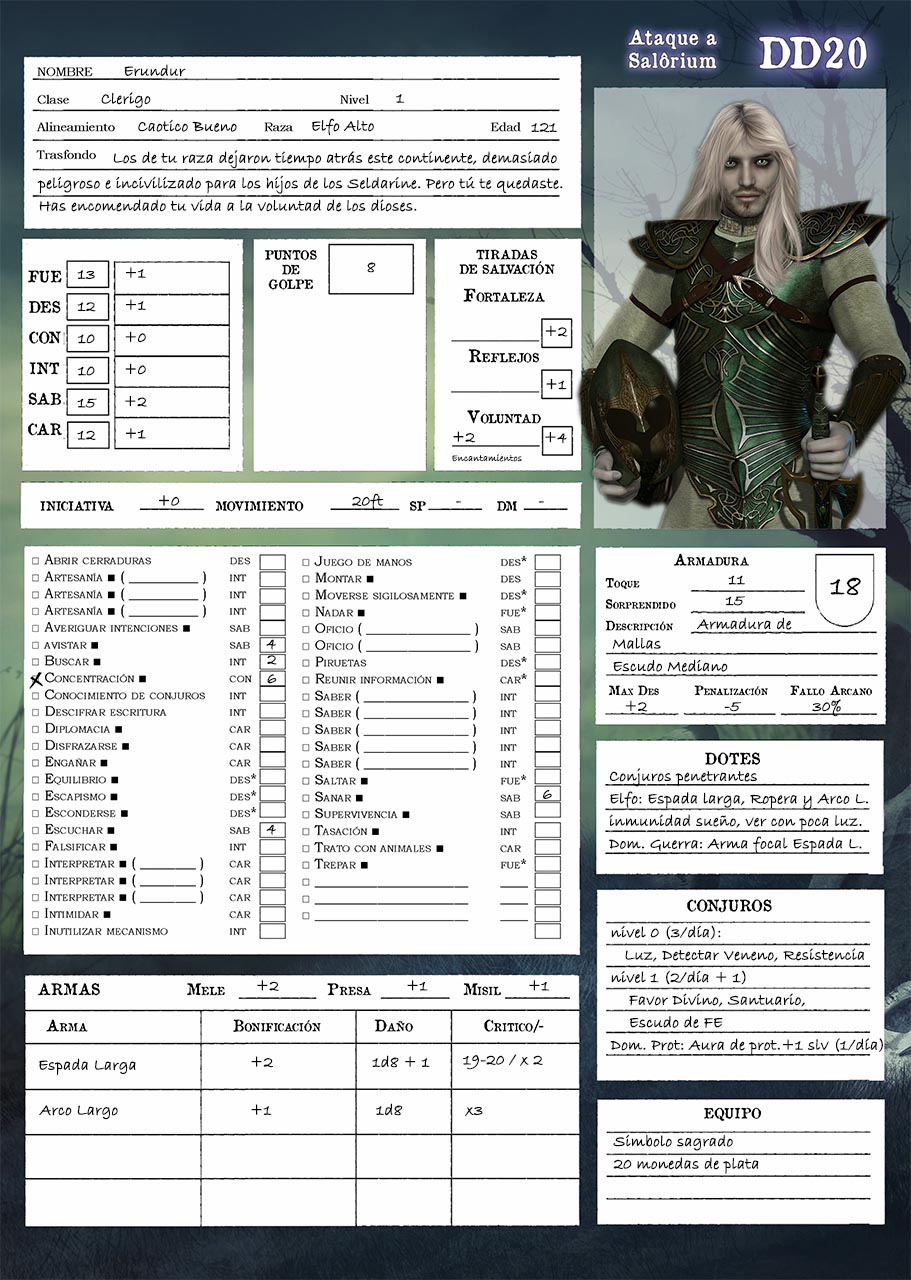 Ataque a
Salôrium
DD20
NOMBRE Erundur
Clase Clerigo Nivel 1
Alineamiento Caotico Bueno Raza Elfo Alto Edad 121
Trasfondo Los de tu raza dejaron tiempo atrás este continente, demasiado
peligroso e incivilizado para los hijos de los Seldarine. Pero tú te quedaste.
Has encomendado tu vida a la voluntad de los dioses.
FUE 13 +1
DES 12 +1
CON 10 +0
INT 10 +0
SAB 15 +2
CAR 12 +1
PUNTOS
DE
GOLPE
8
TIRADAS
DE SALVACIÓN
FORTALEZA
+2
REFLEJOS
+1
VOLUNTAD
+2 +4
Encantamientos
INICIATIVA +0 MOVIMIENTO 20ft SP - DM -
ABRIR CERRADURAS DES
ARTESANÍA ( ) INT
ARTESANÍA ( ) INT
ARTESANÍA ( ) INT
AVERIGUAR INTENCIONES SAB
AVISTAR SAB 4
BUSCAR INT 2
X CONCENTRACIÓN CON 6
CONOCIMIENTO DE CONJUROS INT
DESCIFRAR ESCRITURA INT
DIPLOMACIA CAR
DISFRAZARSE CAR
ENGAÑAR CAR
EQUILIBRIO DES*
ESCAPISMO DES*
ESCONDERSE DES*
ESCUCHAR SAB 4
FALSIFICAR INT
INTERPRETAR ( ) CAR
INTERPRETAR ( ) CAR
INTERPRETAR ( ) CAR
INTIMIDAR CAR
INUTILIZAR MECANISMO INT
JUEGO DE MANOS DES*
MONTAR DES
MOVERSE SIGILOSAMENTE DES*
NADAR FUE*
OFICIO ( ) SAB
OFICIO ( ) SAB
PIRUETAS DES*
REUNIR INFORMACIÓN CAR*
SABER ( ) INT
SABER ( ) INT
SABER ( ) INT
SABER ( ) INT
SABER ( ) INT
SALTAR FUE*
SANAR SAB 6
SUPERVIVENCIA SAB
TASACIÓN INT
TRATO CON ANIMALES CAR
TREPAR FUE*
ARMADURA
TOQUE 11
SORPRENDIDO 15
18
DESCRIPCIÓN Armadura de
Mallas
Escudo Mediano
MAX DES PENALIZACIÓN FALLO ARCANO
+2 -5 30%
DOTES
Conjuros penetrantes
Elfo: Espada larga, Ropera y Arco L.
inmunidad sueño, ver con poca luz.
Dom. Guerra: Arma focal Espada L.
CONJUROS
nivel 0 (3/día):
Luz, Detectar Veneno, Resistencia
nivel 1 (2/día + 1)
Favor Divino, Santuario,
Escudo de FE
Dom. Prot: Aura de prot.+1 slv (1/día)
ARMAS MELE +2 PRESA +1 MISIL +1
ARMA BONIFICACIÓN DAÑO CRITICO/-
Espada Larga +2 1d8 + 1 19-20 / x 2
Arco Largo +1 1d8 x3
EQUIPO
Símbolo sagrado
20 monedas de plata